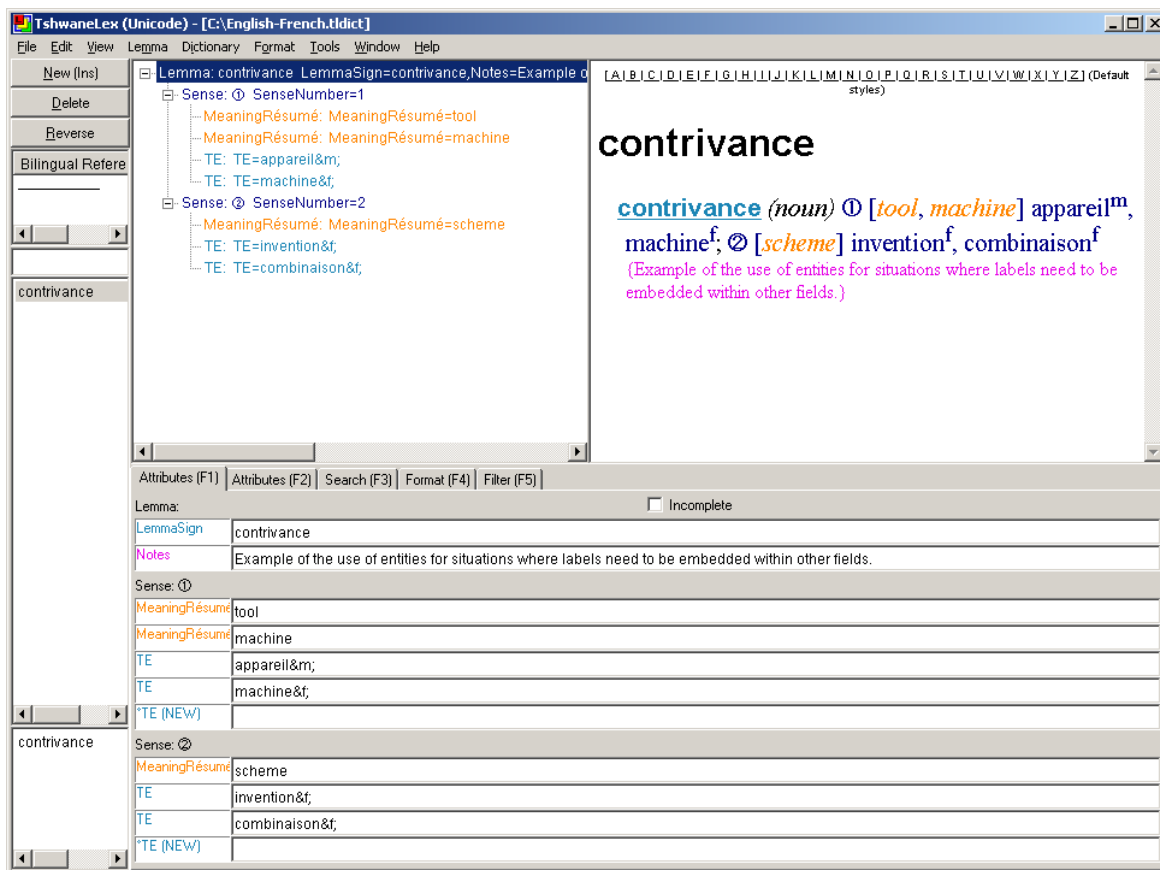 TshwaneLex (Unicode) - [C:\English-French.tldict]
File Edit View Lemma Dictionary Format Tools Window Help
New (Ins)
Delete
Reverse
Bilingual Refere
contrivance
contrivance
Lemma: contrivance LemmaSign=contrivance,Notes=Example o
Sense: ① SenseNumber=1
MeaningRésumé: MeaningRésumé=tool
MeaningRésumé: MeaningRésumé=machine
TE: TE=appareil&m;
TE: TE=machine&f;
Sense: ② SenseNumber=2
MeaningRésumé: MeaningRésumé=scheme
TE: TE=invention&f;
TE: TE=combinaison&f;
[A|B|C|D|E|F|G|H|I|J|K|L|M|N|O|P|Q|R|S|T|U|V|W|X|Y|Z] (Default
styles)
contrivance
contrivance (noun) ① [tool, machine] appareilᵐ,
machineᶠ; ② [scheme] inventionᶠ, combinaisonᶠ
{Example of the use of entities for situations where labels need to be
embedded within other fields.}
Attributes (F1) Attributes (F2) Search (F3) Format (F4) Filter (F5)
Lemma: Incomplete
LemmaSign contrivance
Notes Example of the use of entities for situations where labels need to be embedded within other fields.
Sense: ①
MeaningRésumé tool
MeaningRésumé machine
TE appareil&m;
TE machine&f;
*TE (NEW)
Sense: ②
MeaningRésumé scheme
TE invention&f;
TE combinaison&f;
*TE (NEW)